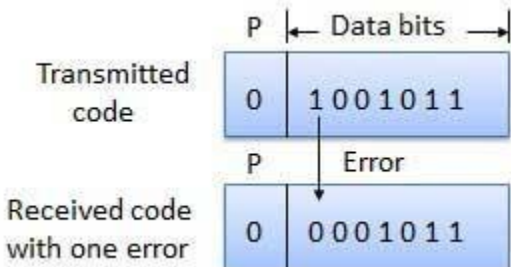 P Data bits
Transmitted
code
0 1001011
P Error
Received code
with one error
0 0001011